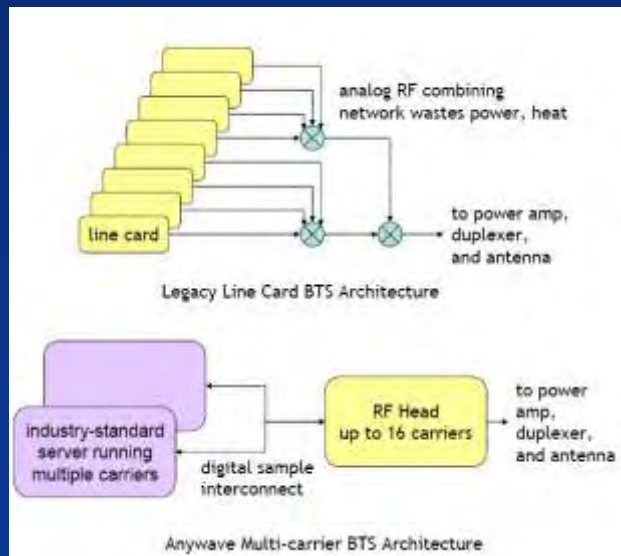 analog RF combining
network wastes power, heat
line card
to power amp,
duplexer,
and antenna
Legacy Line Card BTS Architecture
industry-standard
server running
multiple carriers
digital sample
interconnect
RF Head
up to 16 carriers
to power
amp,
duplexer,
and antenna
Anywave Multi-carrier BTS Architecture